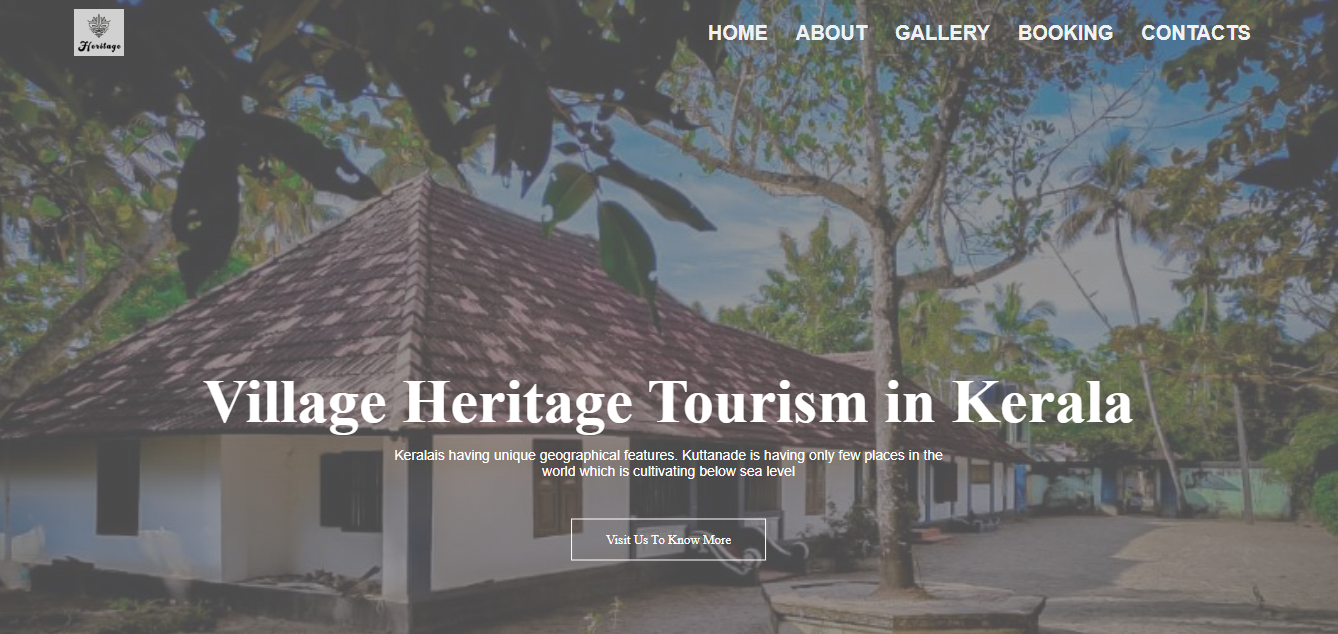 Heritage
HOME ABOUT GALLERY BOOKING CONTACTS
Village Heritage Tourism in Kerala
Keralais having unique geographical features. Kuttanade is having only few places in the
world which is cultivating below sea level
Visit Us To Know More